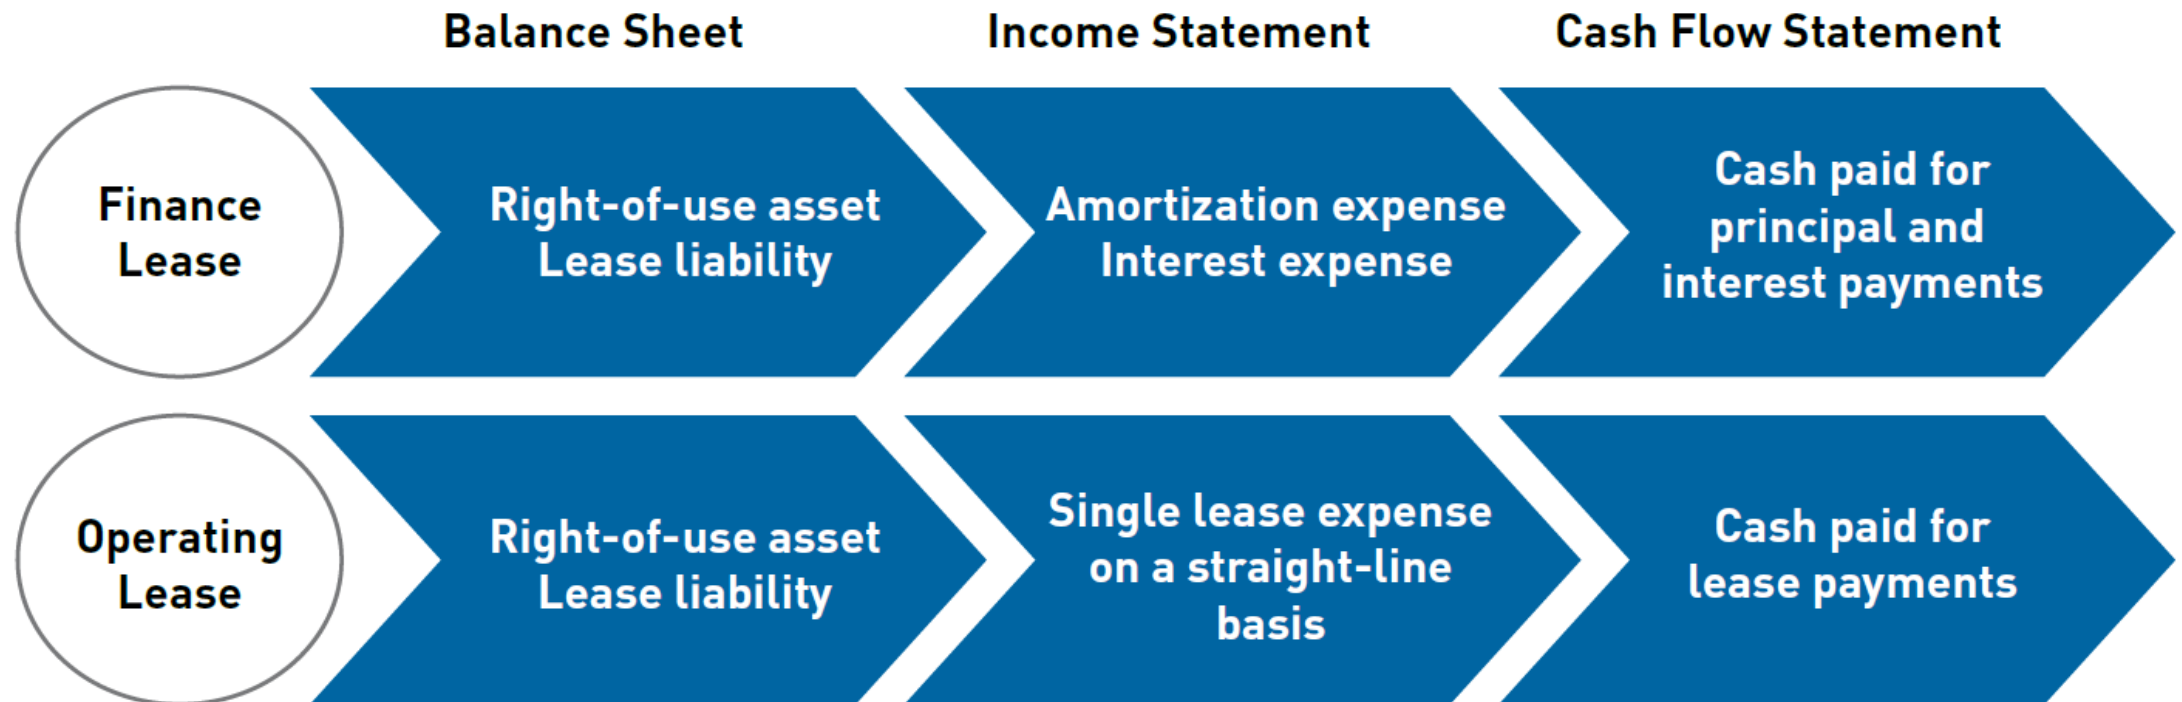 Balance Sheet
Income Statement
Cash Flow Statement
Finance
Lease
Right-of-use asset
Lease liability
Amortization expense
Interest expense
Cash paid for
principal and
interest payments
Operating
Lease
Right-of-use asset
Lease liability
Single lease expense
on a straight-line
basis
Cash paid for
lease payments